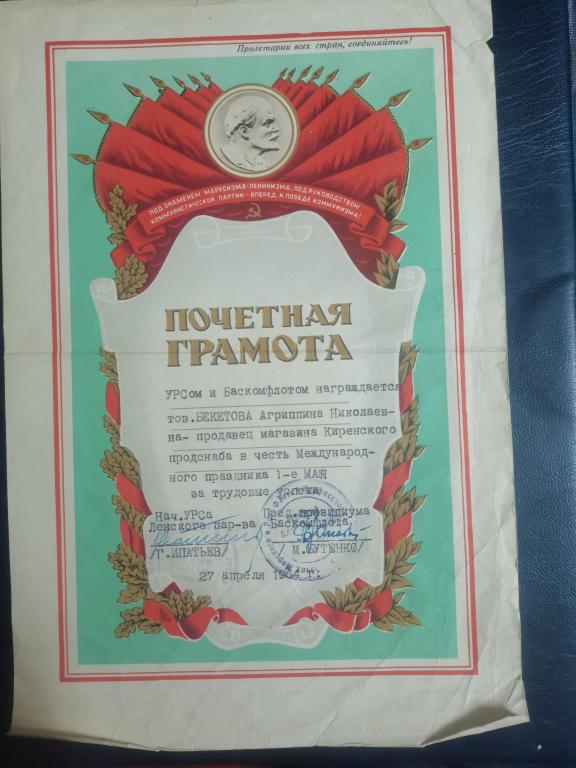 Пролетарии всех стран, соединяйтесь!
ПОД ЗНАМЕНЕМ МАРКСИЗМА-ЛЕНИНИЗМА, ПОД РУКОВОДСТВОМ
КОММУНИСТИЧЕСКОЙ ПАРТИИ - ВПЕРЕД, К ПОБЕДЕ КОММУНИЗМА!
ПОЧЕТНАЯ
ГРАМОТА
УРСом и Баскомфлотом награждается
тов.БЕКЕТОВА Агриппина Николаев-
на- продавец магазина Киренского
продснаба в честь Международ-
ного праздника 1-е МАЯ
за трудовые успехи.
Нач.УРСа Пред.президиума
Ленского пар-ва Баскомфлота
/Г.ИПАТЬЕВ/ / М.БУТЕНКО/
27 апреля 1964 г.